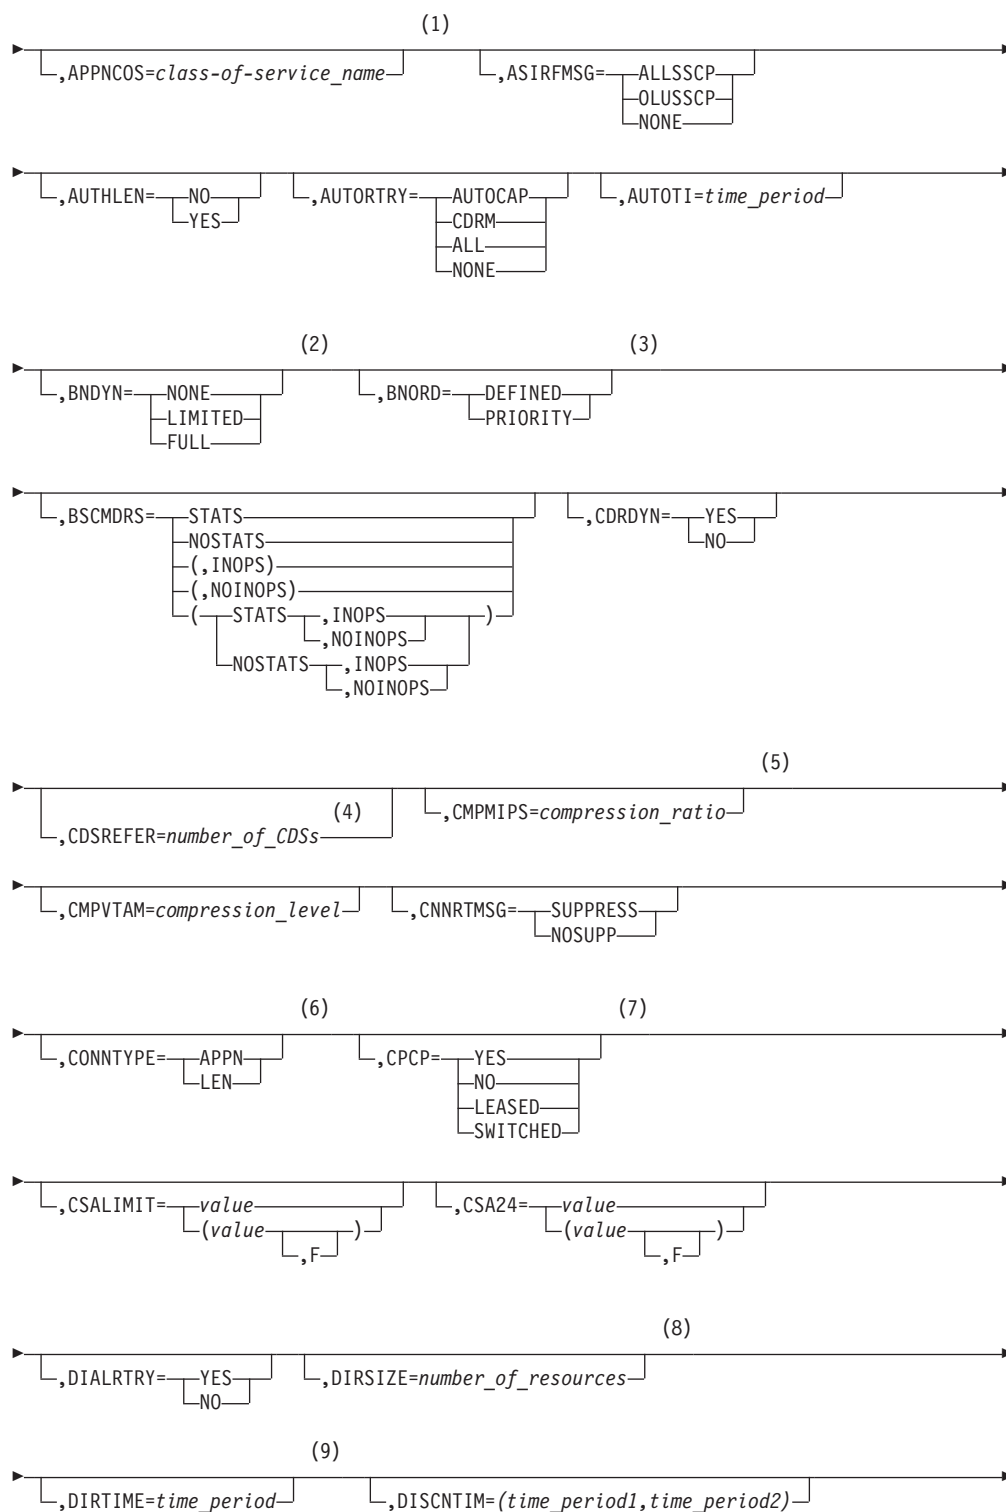 (1)
,APPNCOS=class-of-service_name ,ASIRFMSG= ALLSSCP
OLUSSCP
NONE
,AUTHLEN= NO ,AUTORTRY= AUTOCAP ,AUTOTI=time_period
YES CDRM
ALL
NONE
(2) (3)
,BNDYN= NONE ,BNORD= DEFINED
LIMITED PRIORITY
FULL
,BSCMDRS= STATS ,CDRDYN= YES
NOSTATS NO
(,INOPS)
(,NOINOPS)
( STATS ,INOPS )
,NOINOPS
NOSTATS ,INOPS
,NOINOPS
(5)
(4) ,CMPMIPS=compression_ratio
,CDSREFER=number_of_CDSs
,CMPVTAM=compression_level ,CNNRTMSG= SUPPRESS
NOSUPP
(6) (7)
,CONNTYPE= APPN ,CPCP= YES
LEN NO
LEASED
SWITCHED
,CSALIMIT= value ,CSA24= value
(value ) (value )
,F ,F
(8)
,DIALRTRY= YES ,DIRSIZE=number_of_resources
NO
(9)
,DIRTIME=time_period ,DISCNTIM=(time_period1,time_period2)